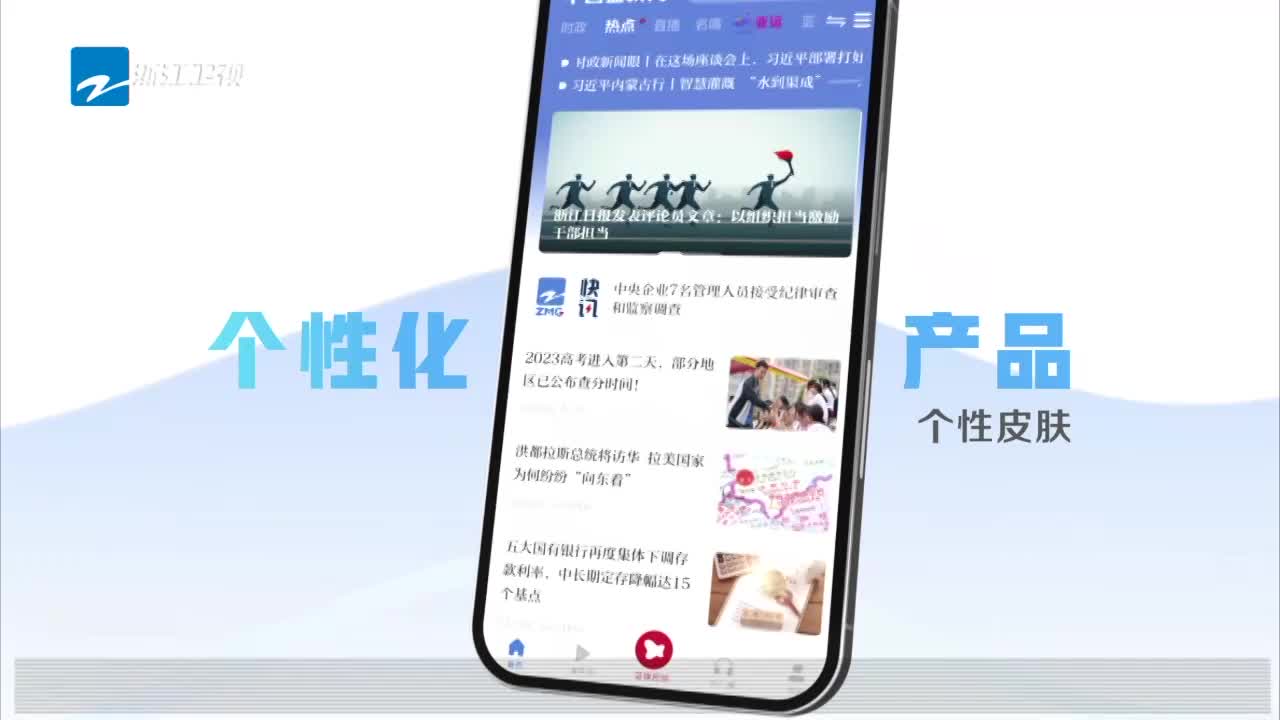 浙江卫视
时政 热点 直播 名嘴 亚运
时政新闻眼丨在这场座谈会上，习近平部署打好
习近平内蒙古行丨智慧灌溉 “水到渠成”
浙江日报发表评论员文章：以组织担当激励
干部担当
ZMG
快讯
中央企业7名管理人员接受纪律审查
和监察调查
2023高考进入第二天，部分地
区已公布查分时间！
洪都拉斯总统将访华 拉美国家
为何纷纷“向东看”
五大国有银行再度集体下调存
款利率，中长期定存降幅达15
个基点
个性化
产品
个性皮肤